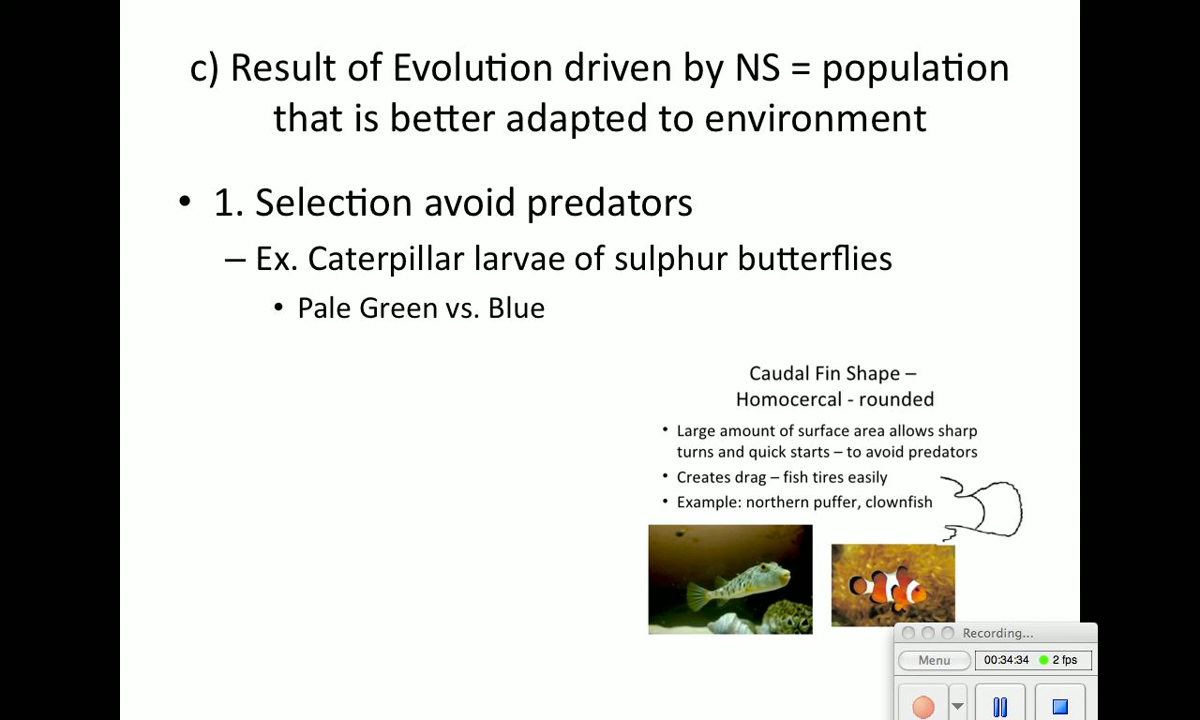 c) Result of Evolution driven by NS = population
that is better adapted to environment
• 1. Selection avoid predators
– Ex. Caterpillar larvae of sulphur butterflies
• Pale Green vs. Blue
Caudal Fin Shape –
Homocercal - rounded
• Large amount of surface area allows sharp
turns and quick starts – to avoid predators
• Creates drag – fish tires easily
• Example: northern puffer, clownfish
Recording...
Menu 00:34:34 2 fps